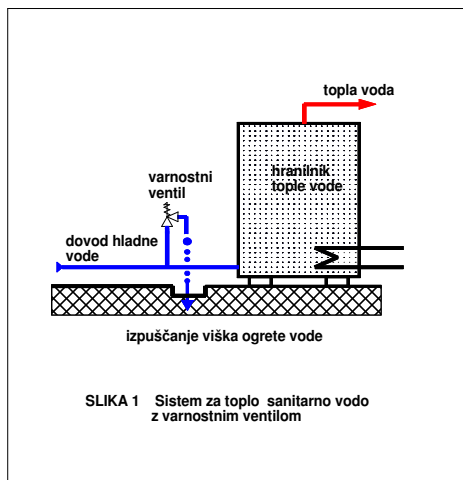 topla voda
hranilnik
tople vode
varnostni
ventil
dovod hladne
vode
izpuščanje viška ogrete vode
SLIKA 1 Sistem za toplo sanitarno vodo
z varnostnim ventilom